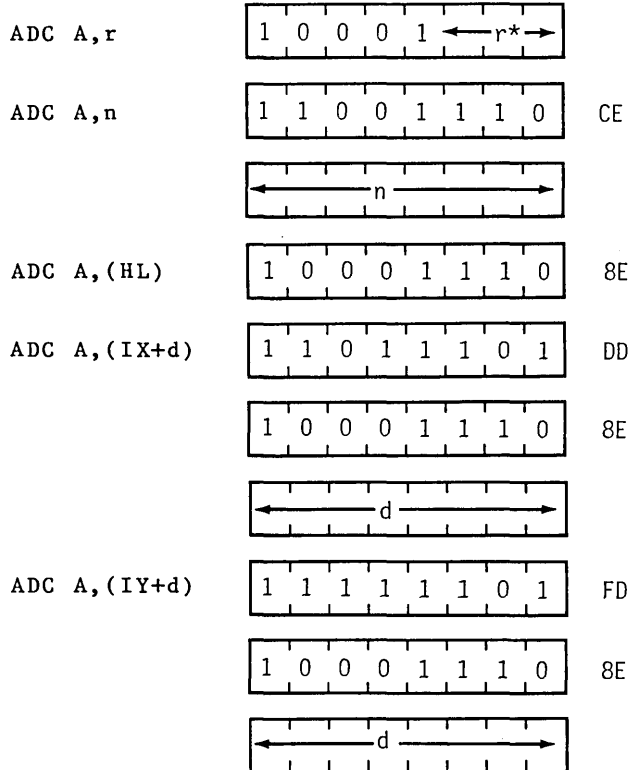 ADC A,r 1 0 0 0 1 r*
ADC A,n 1 1 0 0 1 1 1 0 CE
n
ADC A,(HL) 1 0 0 0 1 1 1 0 8E
ADC A,(IX+d) 1 1 0 1 1 1 0 1 DD
1 0 0 0 1 1 1 0 8E
d
ADC A,(IY+d) 1 1 1 1 1 1 0 1 FD
1 0 0 0 1 1 1 0 8E
d